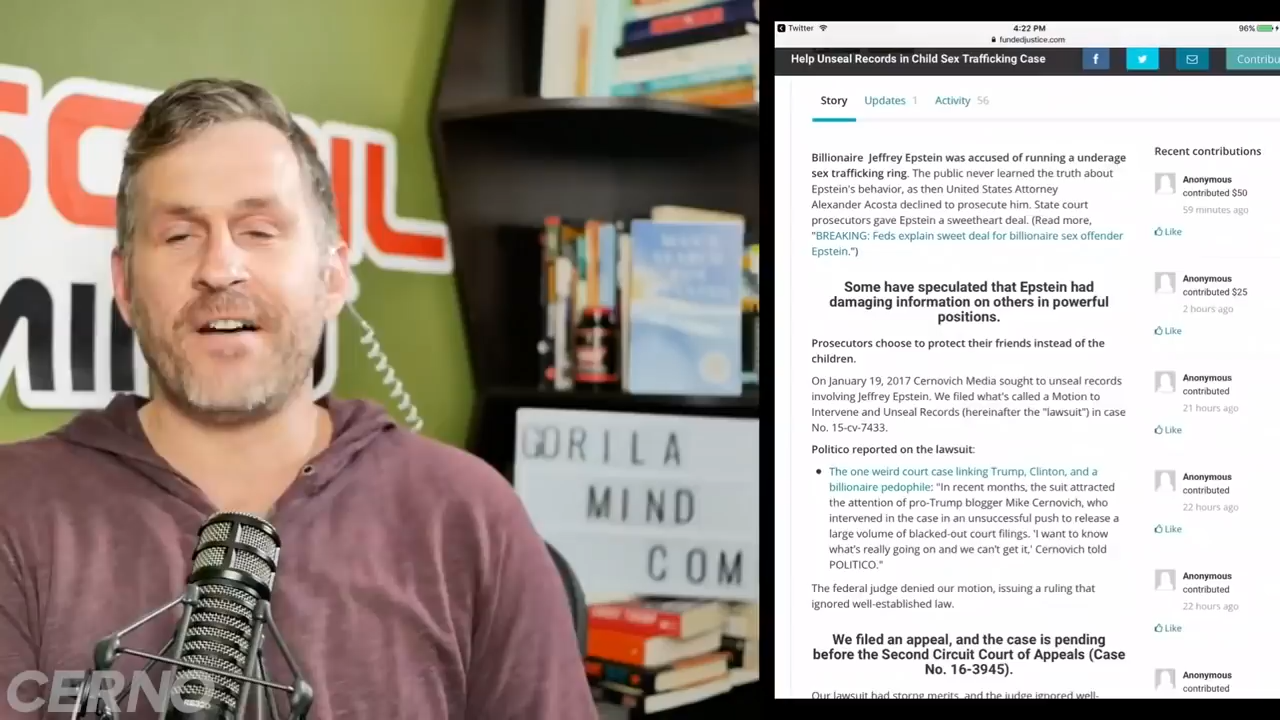 GORILA
MIND
COM
CERNO
Twitter
4:22 PM
96%
fundedjustice.com
Help Unseal Records in Child Sex Trafficking Case
Contribu
Story Updates 1 Activity 56
Billionaire Jeffrey Epstein was accused of running a underage
sex trafficking ring. The public never learned the truth about
Epstein's behavior, as then United States Attorney
Alexander Acosta declined to prosecute him. State court
prosecutors gave Epstein a sweetheart deal. (Read more,
"BREAKING: Feds explain sweet deal for billionaire sex offender
Epstein.")
Some have speculated that Epstein had
damaging information on others in powerful
positions.
Prosecutors choose to protect their friends instead of the
children.
On January 19, 2017 Cernovich Media sought to unseal records
involving Jeffrey Epstein. We filed what's called a Motion to
Intervene and Unseal Records (hereinafter the "lawsuit") in case
No. 15-cv-7433.
Politico reported on the lawsuit:
The one weird court case linking Trump, Clinton, and a
billionaire pedophile: "In recent months, the suit attracted
the attention of pro-Trump blogger Mike Cernovich, who
intervened in the case in an unsuccessful push to release a
large volume of blacked-out court filings. 'I want to know
what's really going on and we can't get it,' Cernovich told
POLITICO."
The federal judge denied our motion, issuing a ruling that
ignored well-established law.
We filed an appeal, and the case is pending
before the Second Circuit Court of Appeals (Case
No. 16-3945).
Our lawsuit had storng merits, and the judge ignored well-
Recent contributions
Anonymous
contributed $50
59 minutes ago
Like
Anonymous
contributed $25
2 hours ago
Like
Anonymous
contributed
21 hours ago
Like
Anonymous
contributed
22 hours ago
Like
Anonymous
contributed
22 hours ago
Like
Anonymous
contributed